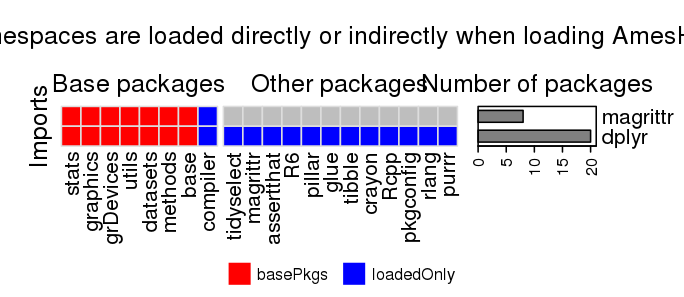 espaces are loaded directly or indirectly when loading Ames
Base packages Other packages Number of packages
Imports
magrittr
dplyr
0 5 10 15 20
stats
graphics
grDevices
utils
datasets
methods
base
compiler
tidyselect
magrittr
assertthat
R6
pillar
glue
tibble
crayon
Rcpp
pkgconfig
rlang
purrr
basePkgs loadedOnly